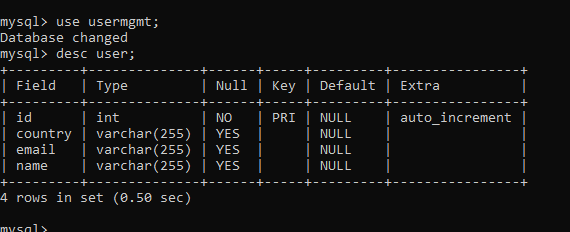 mysql> use usermgmt;
Database changed
mysql> desc user;
+---------+--------------+------+-----+---------+----------------+
| Field   | Type         | Null | Key | Default | Extra          |
+---------+--------------+------+-----+---------+----------------+
| id      | int          | NO   | PRI | NULL    | auto_increment |
| country | varchar(255) | YES  |     | NULL    |                |
| email   | varchar(255) | YES  |     | NULL    |                |
| name    | varchar(255) | YES  |     | NULL    |                |
+---------+--------------+------+-----+---------+----------------+
4 rows in set (0.50 sec)
mysql>